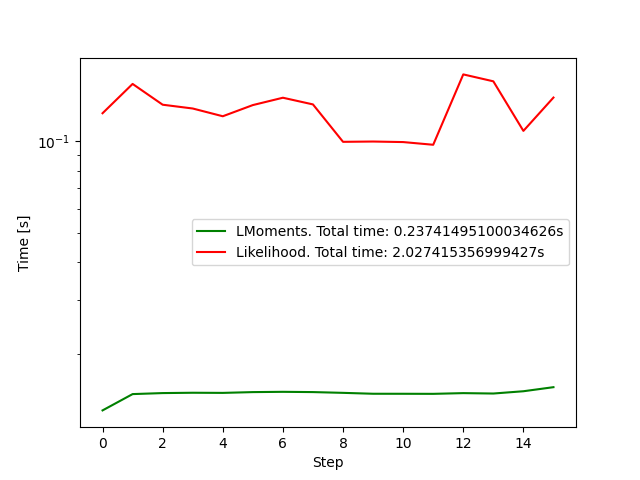 10⁻¹
Time [s]
LMoments. Total time: 0.23741495100034626s
Likelihood. Total time: 2.027415356999427s
0 2 4 6 8 10 12 14
Step